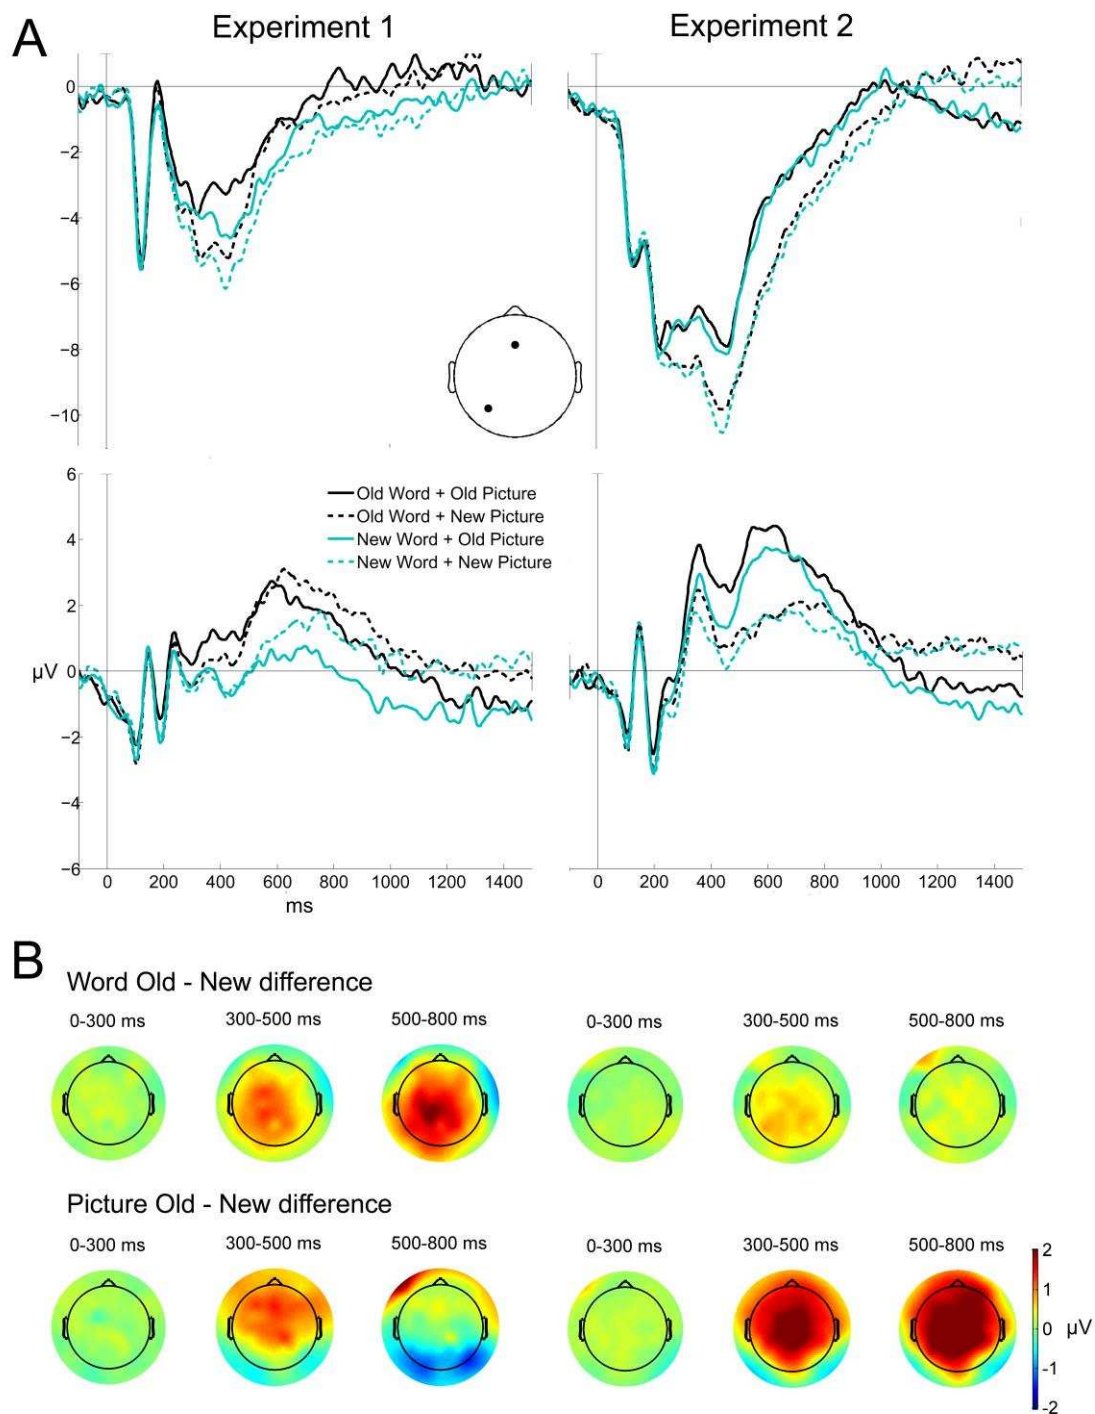 A
Experiment 1
Experiment 2
0
−2
−4
−6
−8
−10
6
4
2
0
μV
−2
−4
−6
Old Word + Old Picture
Old Word + New Picture
New Word + Old Picture
New Word + New Picture
0 200 400 600 800 1000 1200 1400
ms
0 200 400 600 800 1000 1200 1400
B
Word Old - New difference
0-300 ms 300-500 ms 500-800 ms 0-300 ms 300-500 ms 500-800 ms
Picture Old - New difference
0-300 ms 300-500 ms 500-800 ms 0-300 ms 300-500 ms 500-800 ms
2
1
0 μV
-1
-2